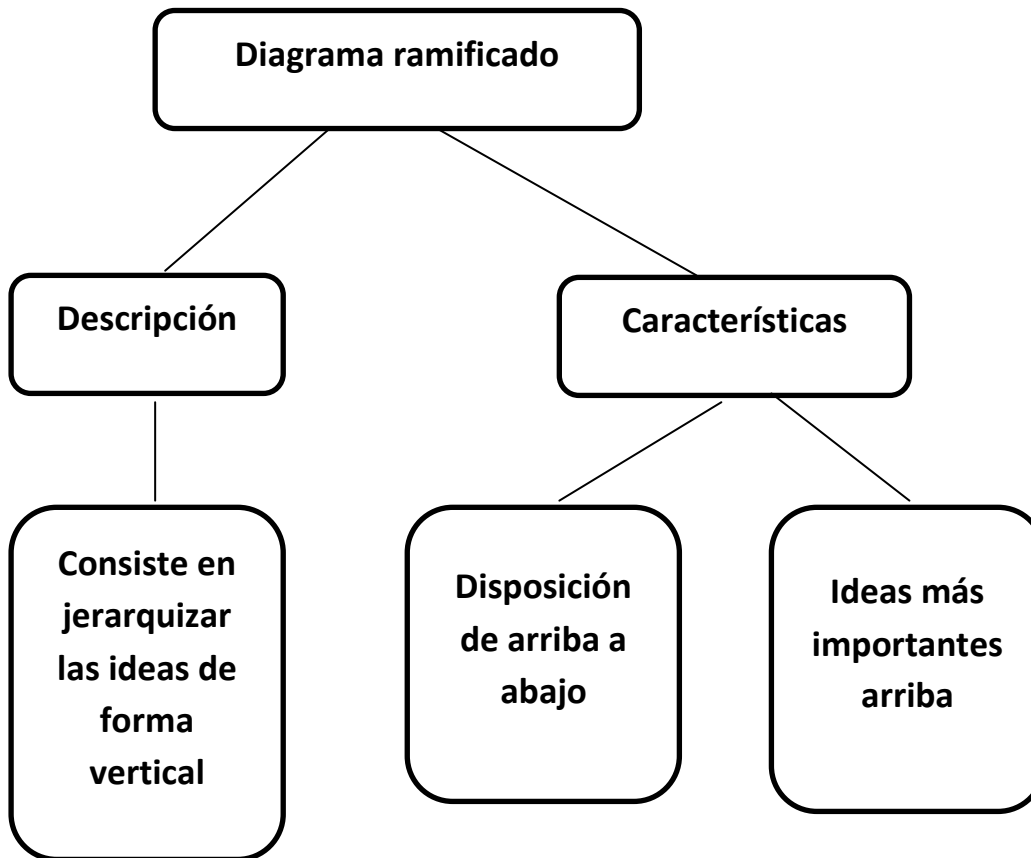 Diagrama ramificado
Descripción
Características
Consiste en
jerarquizar
las ideas de
forma
vertical
Disposición
de arriba a
abajo
Ideas más
importantes
arriba